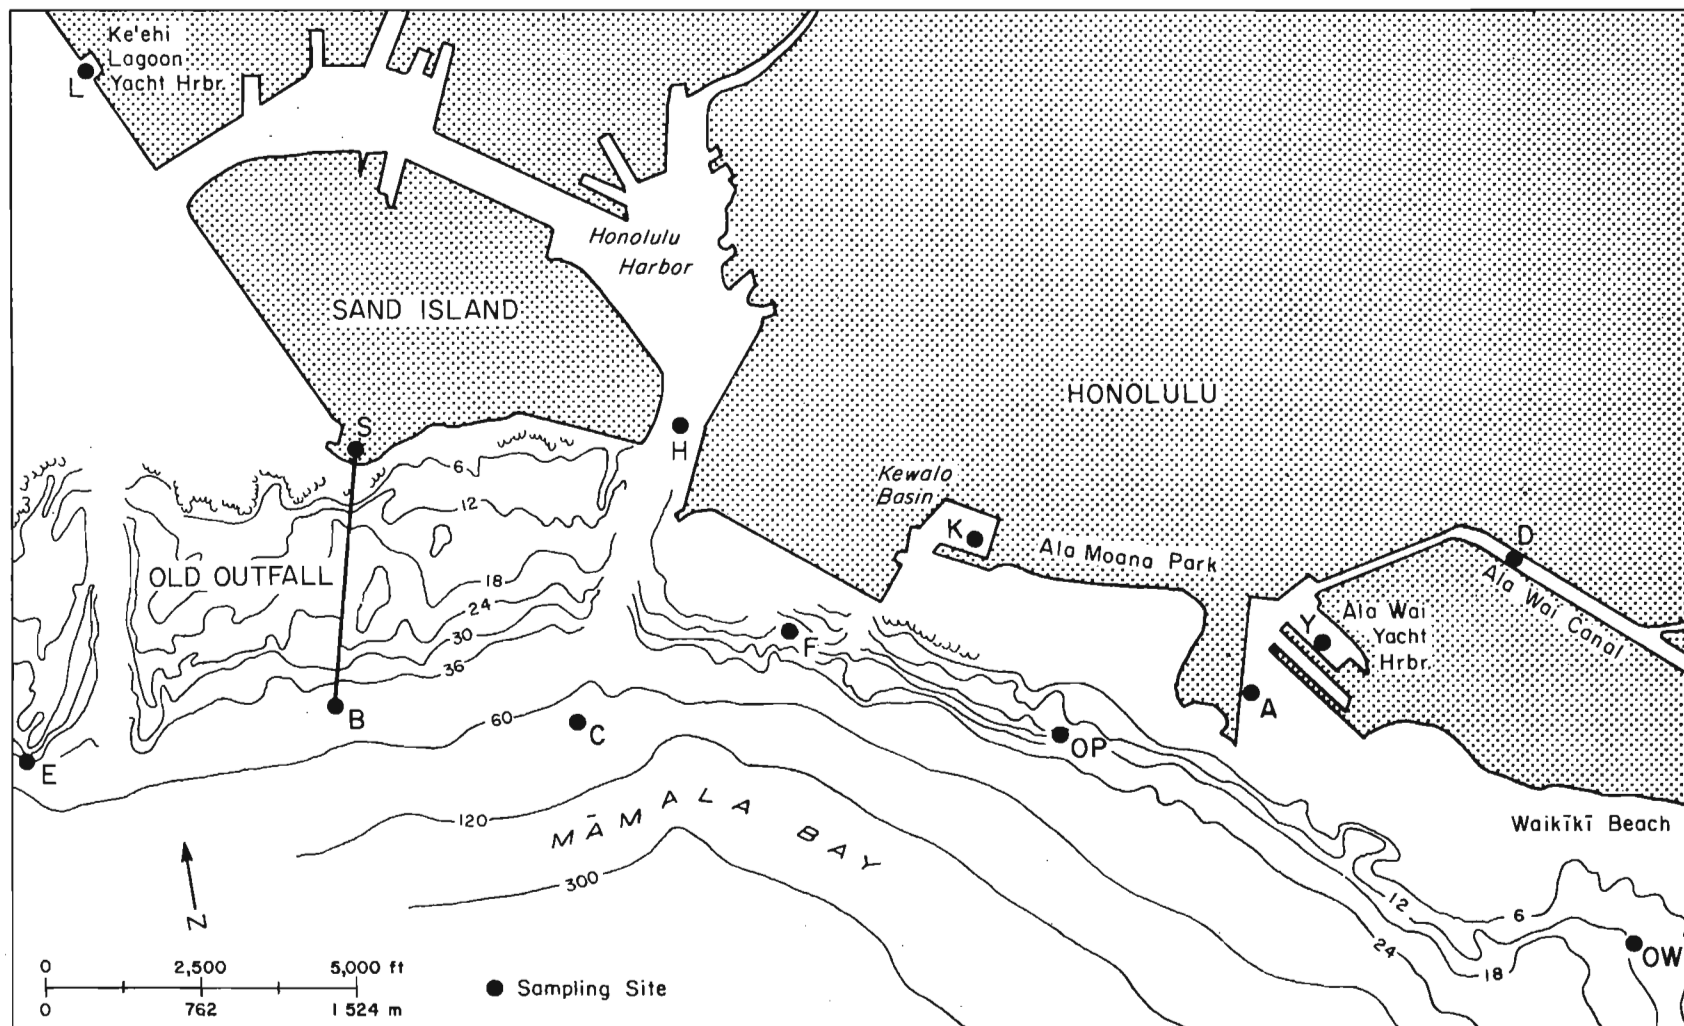 Ke'ehi
Lagoon
Yacht Hrbr.
L
Honolulu
Harbor
SAND ISLAND
HONOLULU
S
H
6
Kewalo
Basin
12
K
D
Ala Moana Park
Ala Wai Canal
OLD OUTFALL
18
24
Ala Wai
Yacht
Hrbr.
Y
30
F
36
B
60
C
A
OP
E
120
MĀMALA BAY
Waikīkī Beach
300
12
6
N
24
18
OW
0 2,500 5,000 ft
0 762 1 524 m
Sampling Site